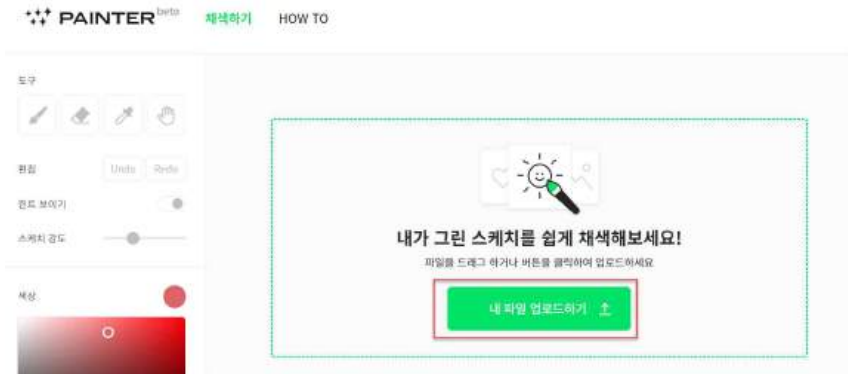 PAINTER beta 채색하기 HOW TO
도구
편집 Undo Redo
힌트 보이기
스케치 강도
색상
내가 그린 스케치를 쉽게 채색해보세요!
파일을 드래그 하거나 버튼을 클릭하여 업로드하세요
내 파일 업로드하기